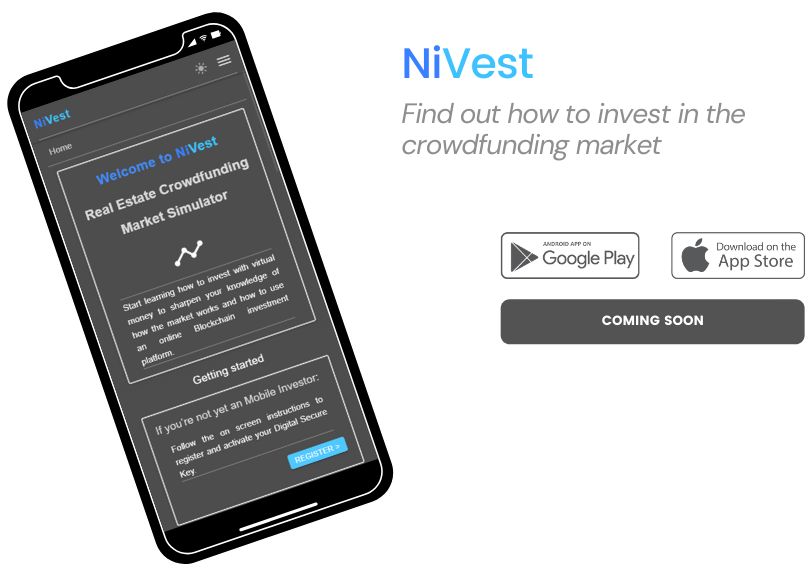 NiVest
Home
Welcome to NiVest
Real Estate Crowdfunding
Market Simulator
Start learning how to invest with virtual
money to sharpen your knowledge of
how the market works and how to use
an online Blockchain investment
platform.
Getting started
If you're not yet an Mobile Investor:
Follow the on screen instructions to
register and activate your Digital Secure
Key.
REGISTER >
NiVest
Find out how to invest in the
crowdfunding market
ANDROID APP ON
Google Play
Download on the
App Store
COMING SOON